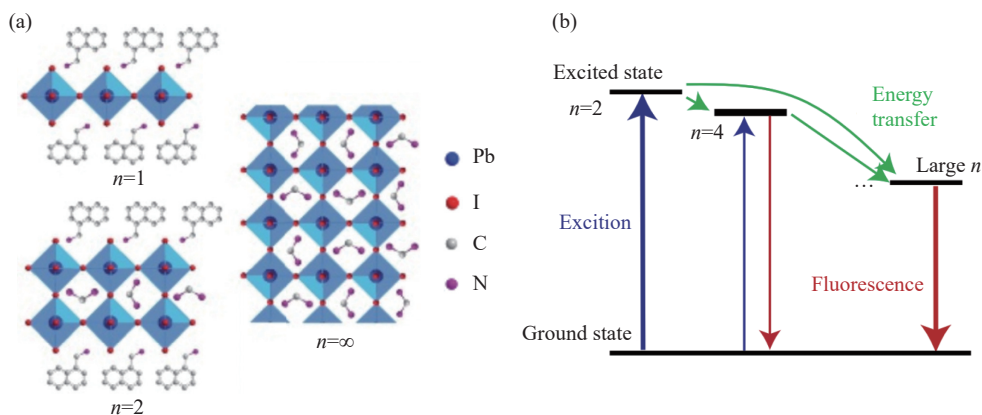 (a)
n=1
n=2
n=∞
Pb
I
C
N
(b)
Excited state
n=2
n=4
Energy
transfer
Large n
...
Excition
Fluorescence
Ground state